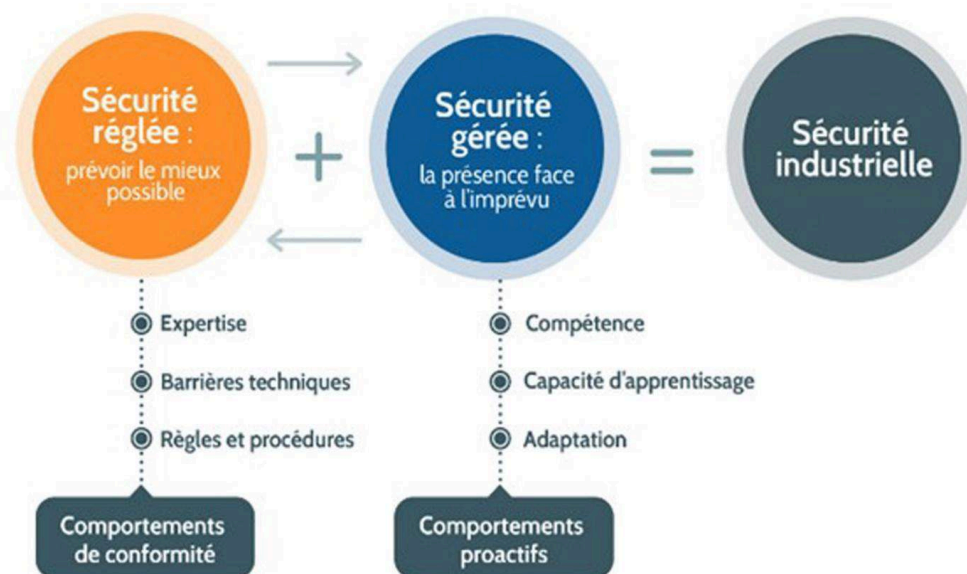 Sécurité
réglée :
prévoir le mieux
possible
+
Sécurité
gérée :
la présence face
à l'imprévu
=
Sécurité
industrielle
Expertise
Barrières techniques
Règles et procédures
Comportements
de conformité
Compétence
Capacité d'apprentissage
Adaptation
Comportements
proactifs